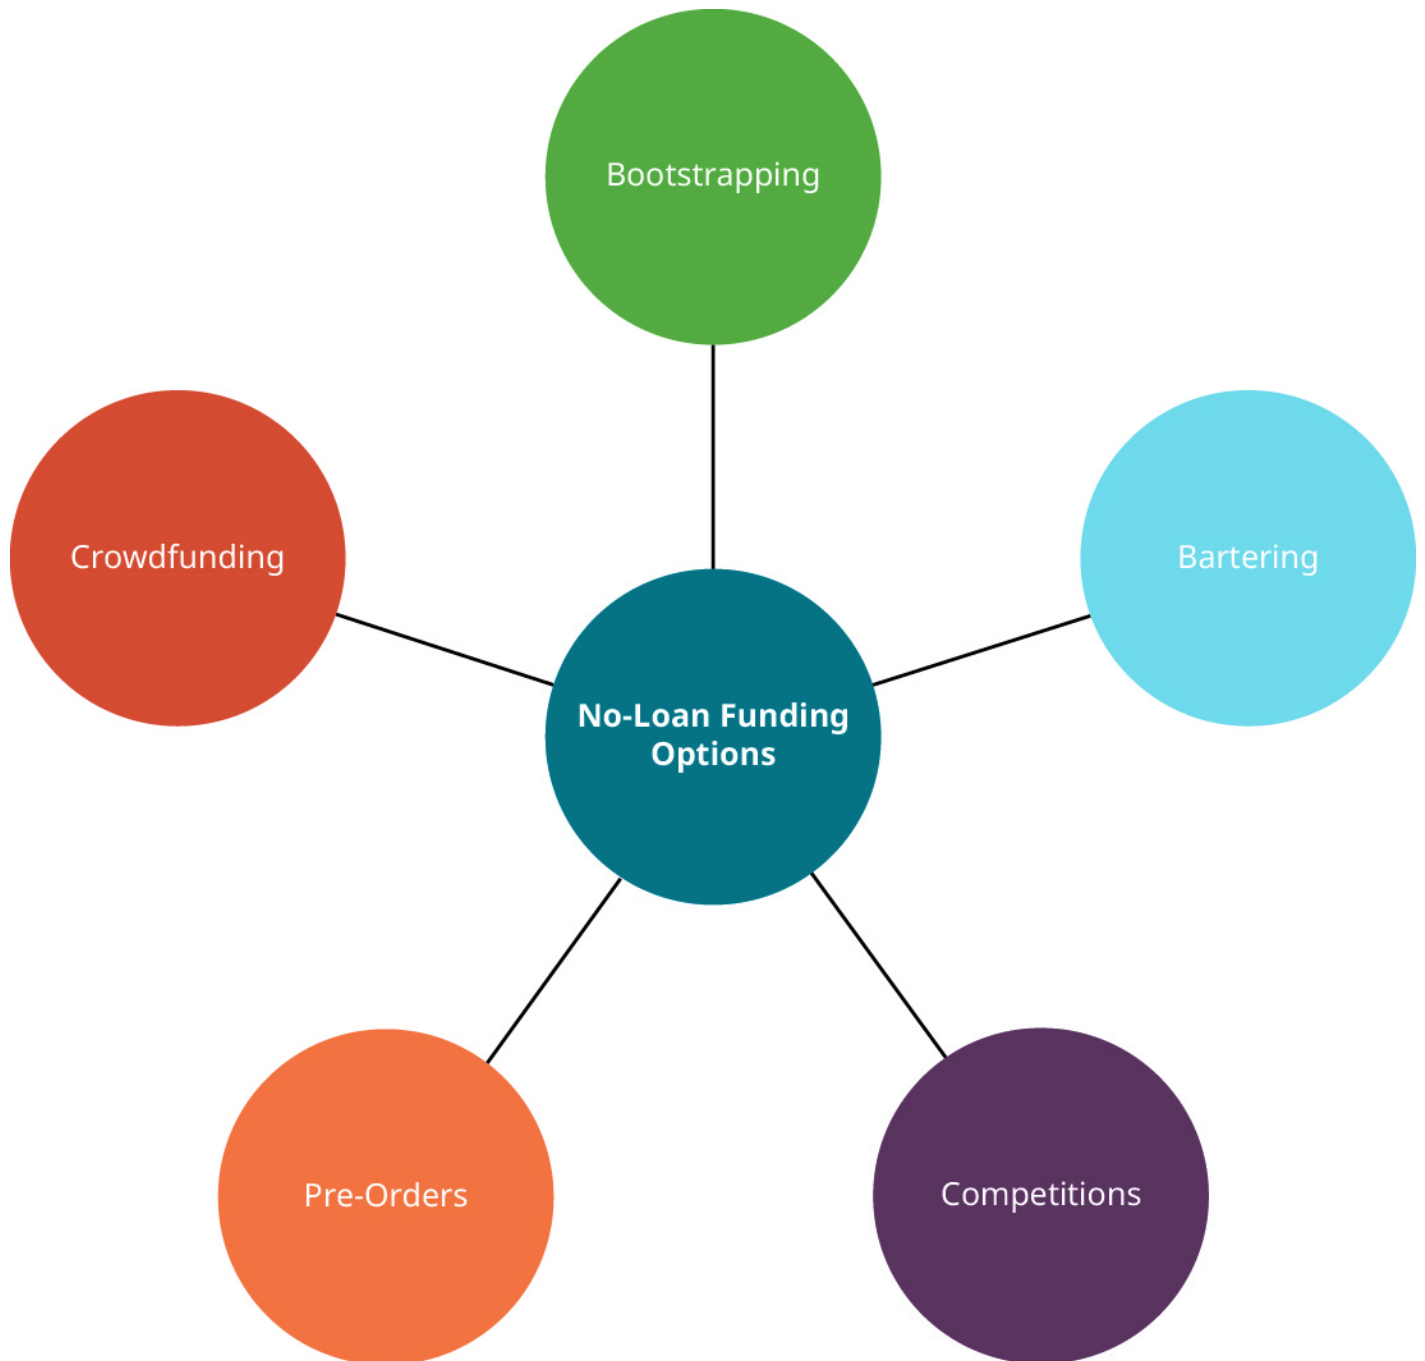 Bootstrapping
Crowdfunding
Bartering
No-Loan Funding
Options
Pre-Orders
Competitions